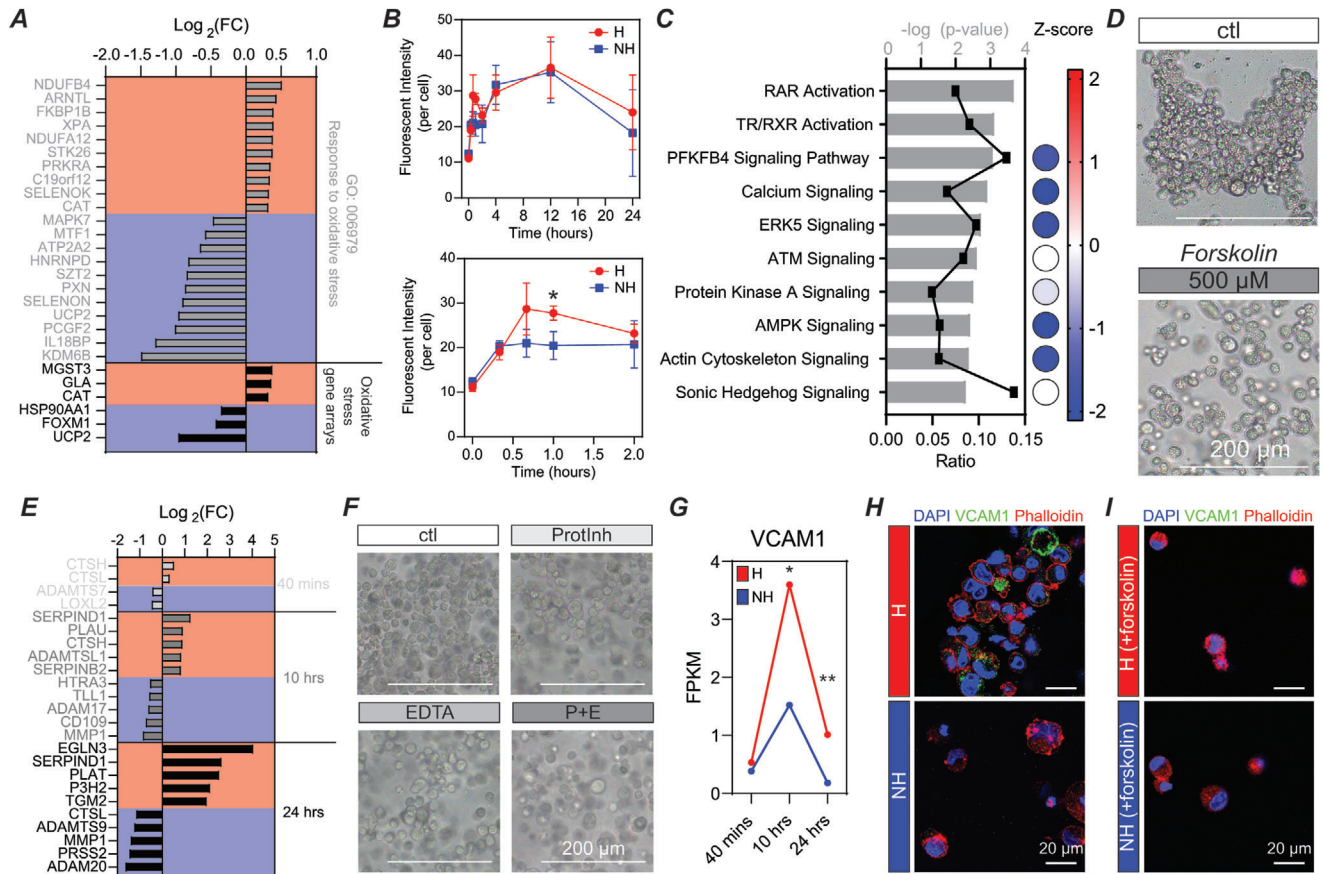 A
Log 2(FC)
-2.0 -1.5 -1.0 -0.5 0.0 0.5 1.0
NDUFB4
ARNTL
FKBP1B
XPA
NDUFA12
STK26
PRKRA
C19orf12
SELENOK
CAT
MAPK7
MTF1
ATP2A2
HNRNPD
SZT2
PXN
SELENON
UCP2
PCGF2
IL18BP
KDM6B
MGST3
GLA
CAT
HSP90AA1
FOXM1
UCP2
GO: 0006979
Response to oxidative stress
Oxidative
stress
gene arrays
B
Fluorescent Intensity
(per cell)
50
40
30
20
10
0
H
NH
0 4 8 12 16 20 24
Time (hours)
Fluorescent Intensity
(per cell)
40
30
20
10
0
H
NH
*
0.0 0.5 1.0 1.5 2.0
Time (hours)
C
-log (p-value)
0 1 2 3 4
Z-score
RAR Activation
TR/RXR Activation
PFKFB4 Signaling Pathway
Calcium Signaling
ERK5 Signaling
ATM Signaling
Protein Kinase A Signaling
AMPK Signaling
Actin Cytoskeleton Signaling
Sonic Hedgehog Signaling
0.00 0.05 0.10 0.15
Ratio
2
1
0
-1
-2
D
ctl
Forskolin
500 µM
200 µm
E
Log 2(FC)
-2 -1 0 1 2 3 4 5
CTSH
CTSL
ADAMTS7
LOXL2
40 mins
SERPIND1
PLAU
CTSH
ADAMTSL1
SERPINB2
HTRA3
TLL1
ADAM17
CD109
MMP1
10 hrs
EGLN3
SERPIND1
PLAT
P3H2
TGM2
CTSL
ADAMTS9
MMP1
PRSS2
ADAM20
24 hrs
F
ctl
ProtInh
EDTA
P+E
200 µm
G
VCAM1
FPKM
4
3
2
1
0
H
NH
*
**
40 mins
10 hrs
24 hrs
H
DAPI VCAM1 Phalloidin
H
NH
20 µm
I
DAPI VCAM1 Phalloidin
H (+forskolin)
NH (+forskolin)
20 µm